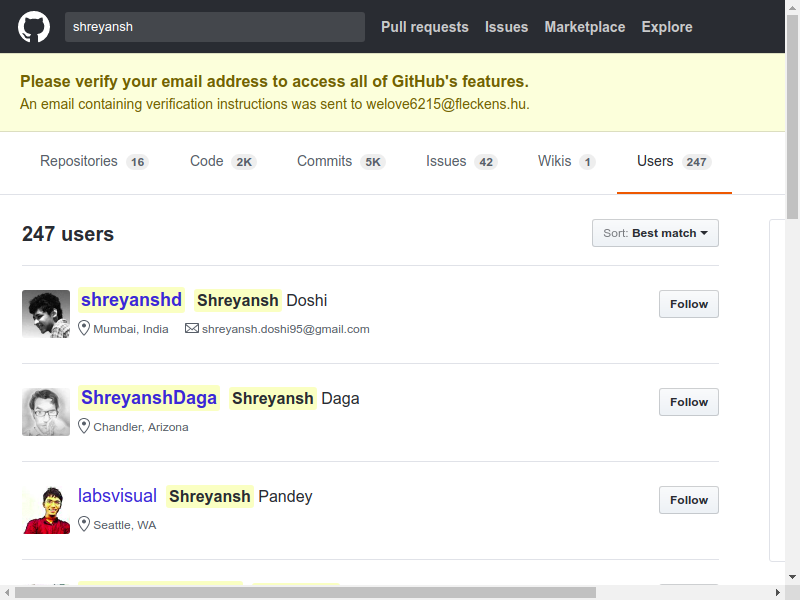 shreyansh Pull requests Issues Marketplace Explore
Please verify your email address to access all of GitHub's features.
An email containing verification instructions was sent to welove6215@fleckens.hu.
Repositories 16 Code 2K Commits 5K Issues 42 Wikis 1 Users 247
247 users Sort: Best match
shreyanshd Shreyansh Doshi Follow
Mumbai, India shreyansh.doshi95@gmail.com
ShreyanshDaga Shreyansh Daga Follow
Chandler, Arizona
labsvisual Shreyansh Pandey Follow
Seattle, WA